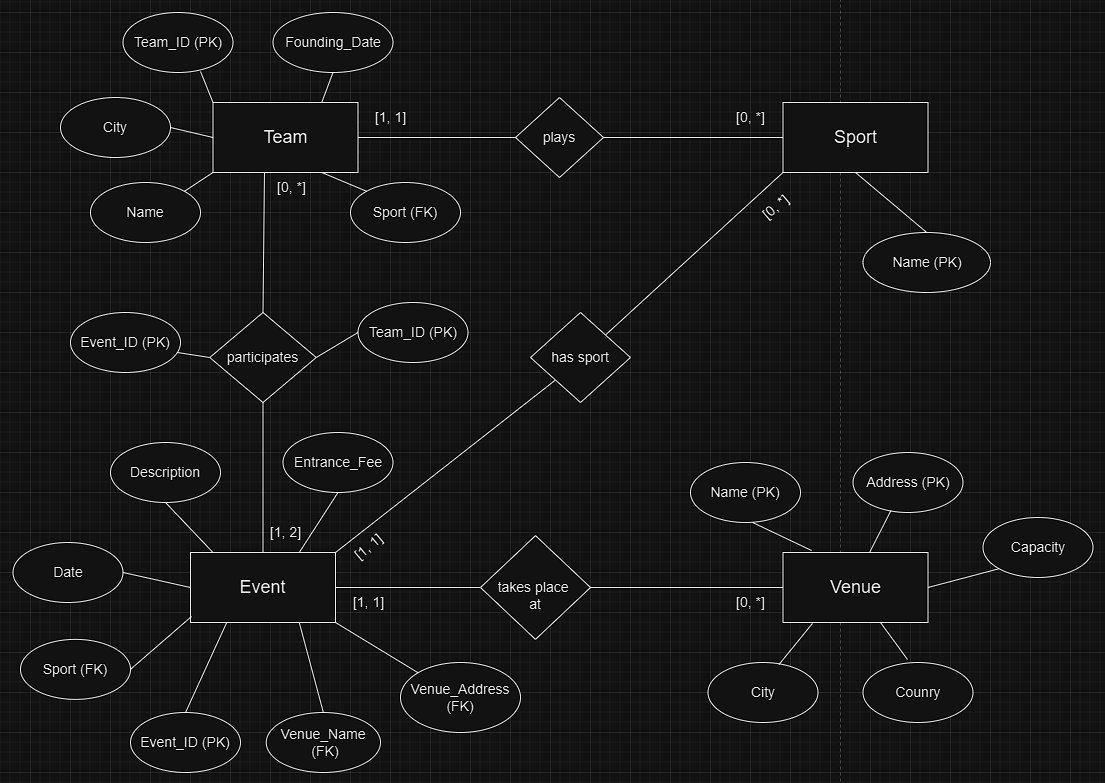 Team_ID (PK)
Founding_Date
City
Team
[1, 1]
plays
[0, *]
Sport
Name
[0, *]
Sport (FK)
[0, *]
Name (PK)
Event_ID (PK)
participates
Team_ID (PK)
has sport
Description
Entrance_Fee
Name (PK)
Address (PK)
[1, 2]
[1, 1]
Capacity
Date
Event
[1, 1]
takes place
at
[0, *]
Venue
Sport (FK)
Venue_Address
(FK)
City
Counry
Event_ID (PK)
Venue_Name
(FK)